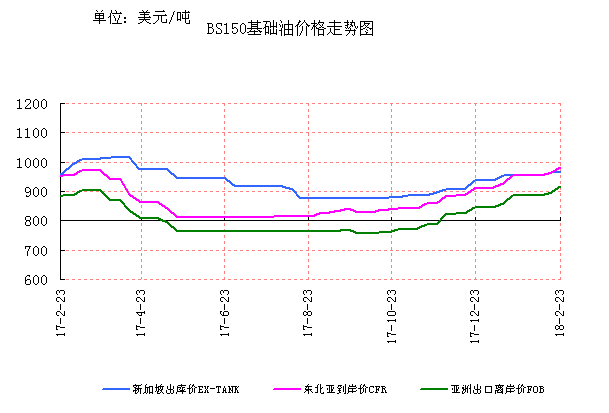 单位：美元/吨
BS150基础油价格走势图
1200
1100
1000
900
800
700
600
17-2-23
17-4-23
17-6-23
17-8-23
17-10-23
17-12-23
18-2-23
新加坡出库价EX-TANK
东北亚到岸价CFR
亚洲出口离岸价FOB